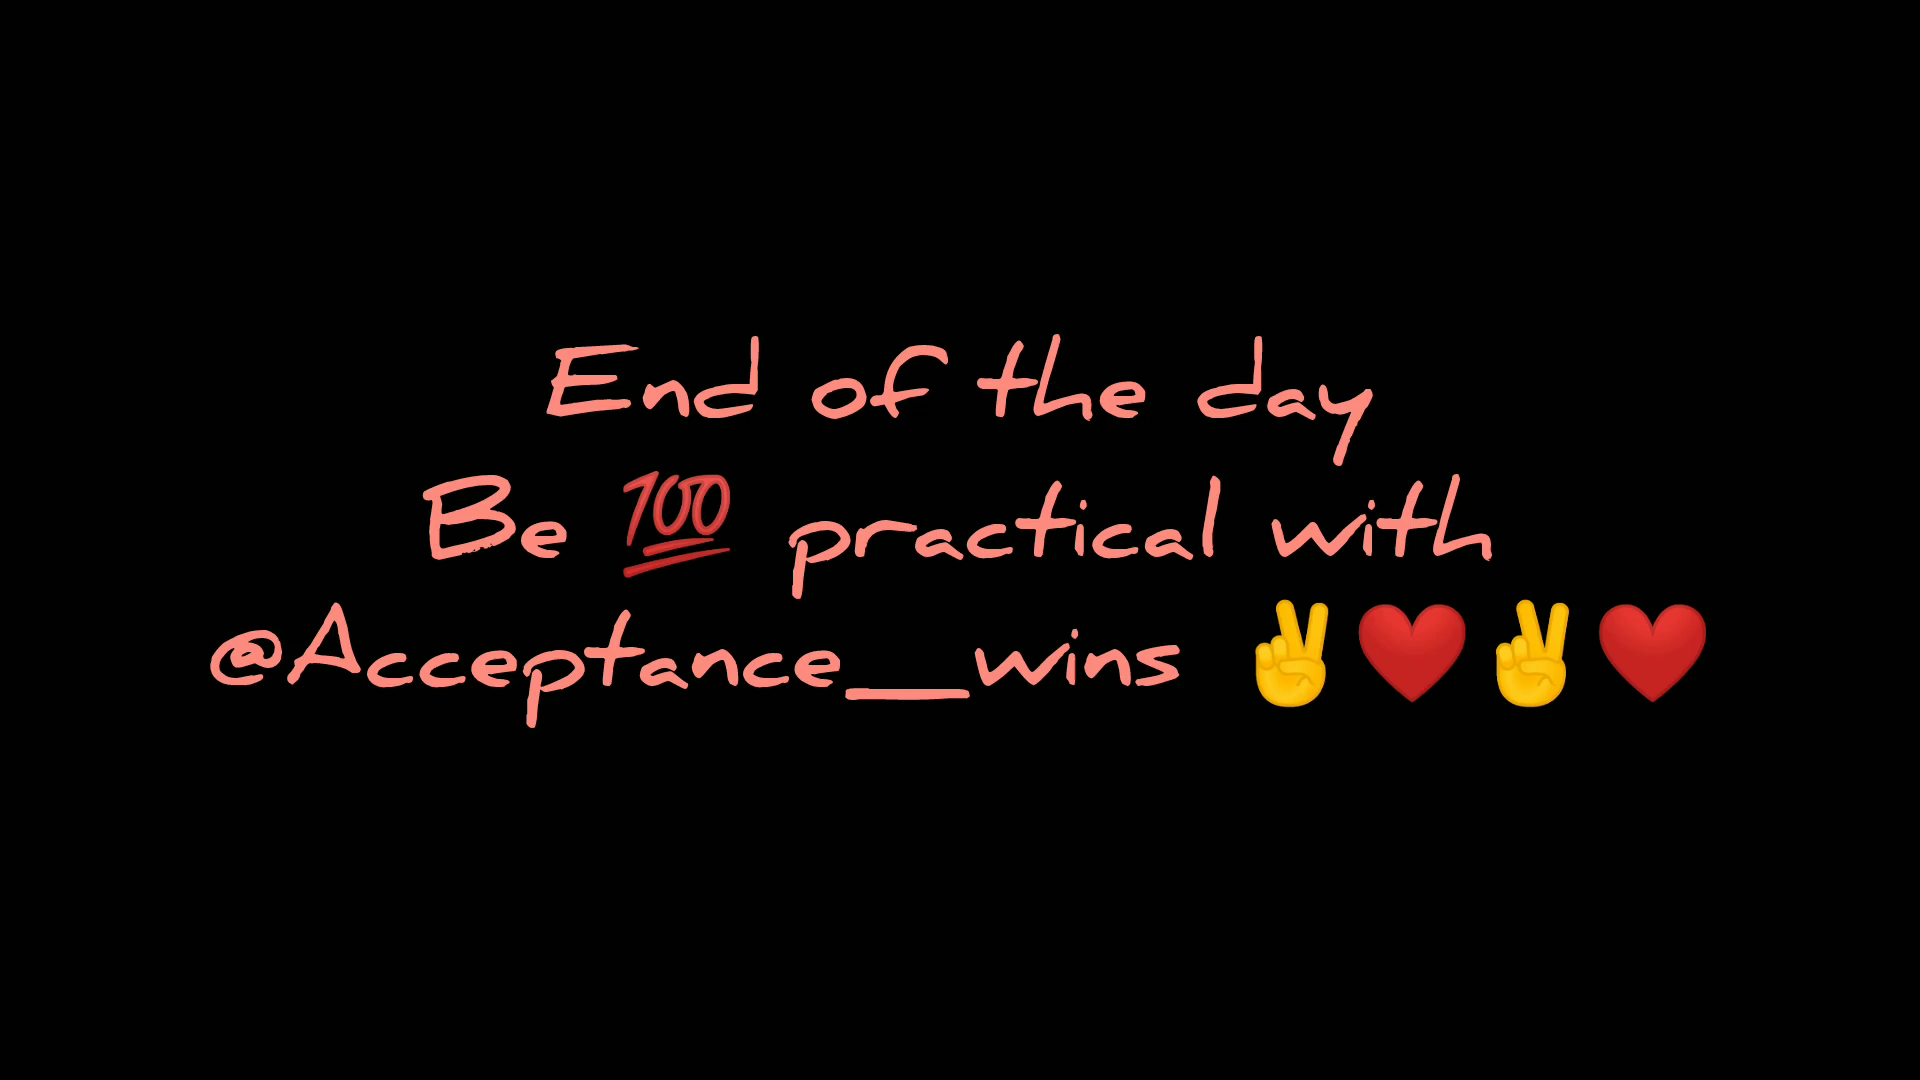 End of the day
Be 💯 practical with
@Acceptance__wins ✌❤✌❤